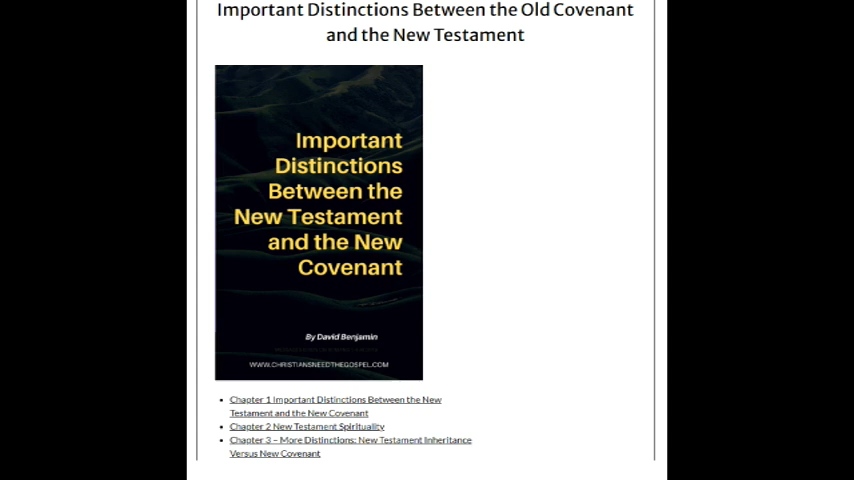 Important Distinctions Between the Old Covenant
and the New Testament
Important
Distinctions
Between the
New Testament
and the New
Covenant
By David Benjamin
WWW.CHRISTIANSNEEDTHEGOSPEL.COM
Chapter 1 Important Distinctions Between the New
Testament and the New Covenant
Chapter 2 New Testament Spirituality
Chapter 3 – More Distinctions: New Testament Inheritance
Versus New Covenant